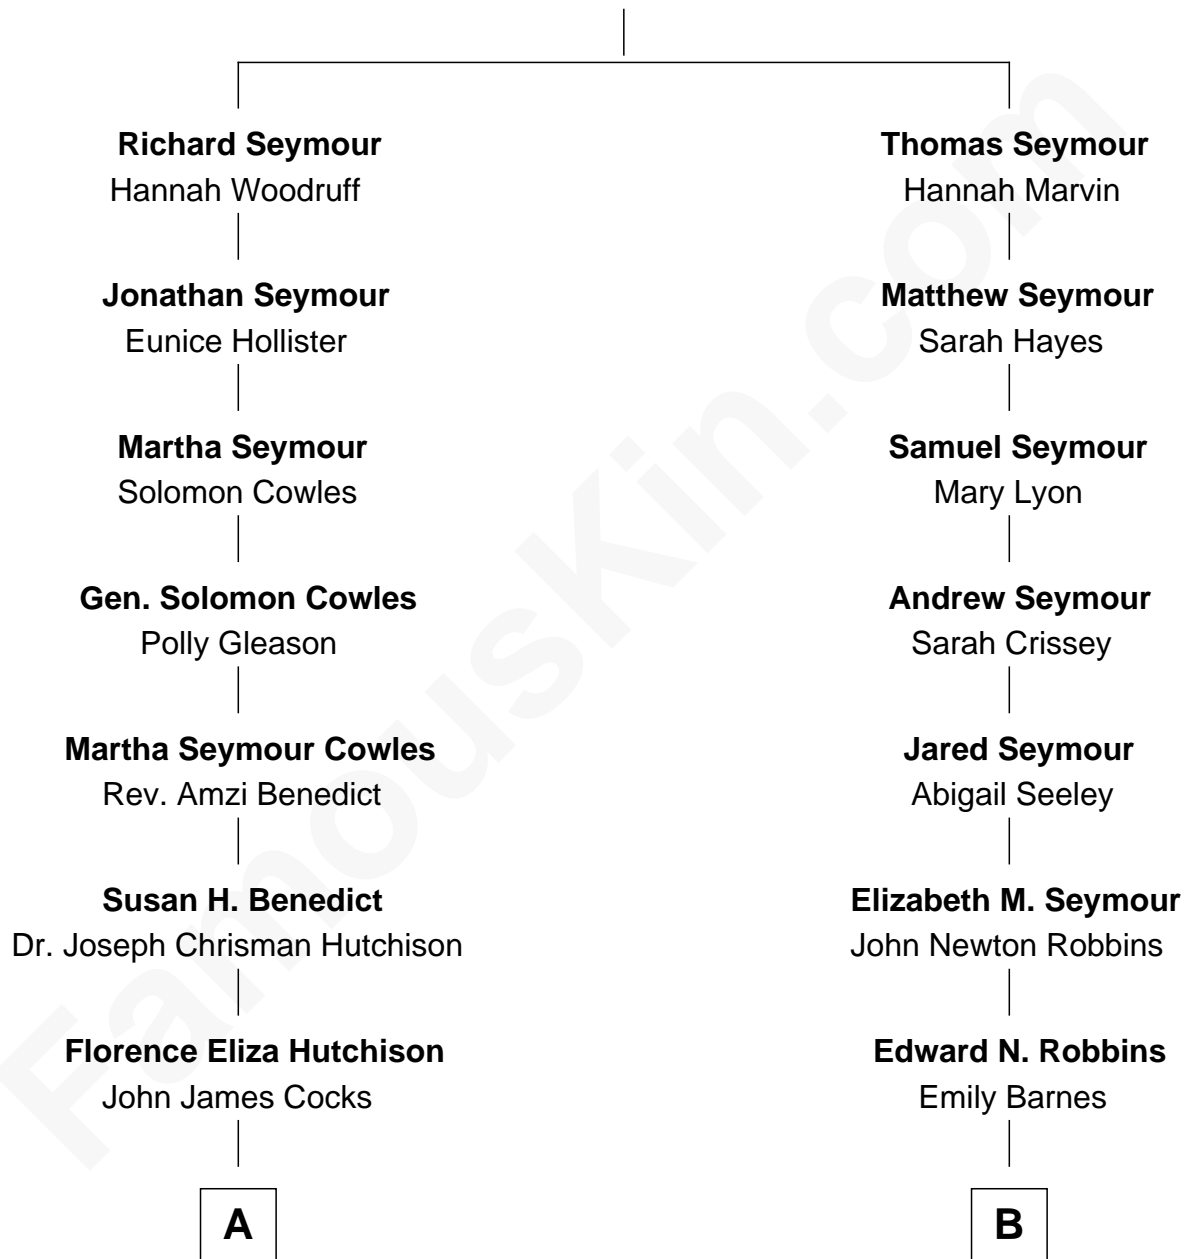 Richard Seymour
Hannah Woodruff
Jonathan Seymour
Eunice Hollister
Martha Seymour
Solomon Cowles
Gen. Solomon Cowles
Polly Gleason
Martha Seymour Cowles
Rev. Amzi Benedict
Susan H. Benedict
Dr. Joseph Chrisman Hutchison
Florence Eliza Hutchison
John James Cocks
A
Thomas Seymour
Hannah Marvin
Matthew Seymour
Sarah Hayes
Samuel Seymour
Mary Lyon
Andrew Seymour
Sarah Crissey
Jared Seymour
Abigail Seeley
Elizabeth M. Seymour
John Newton Robbins
Edward N. Robbins
Emily Barnes
B
FamousKin.com